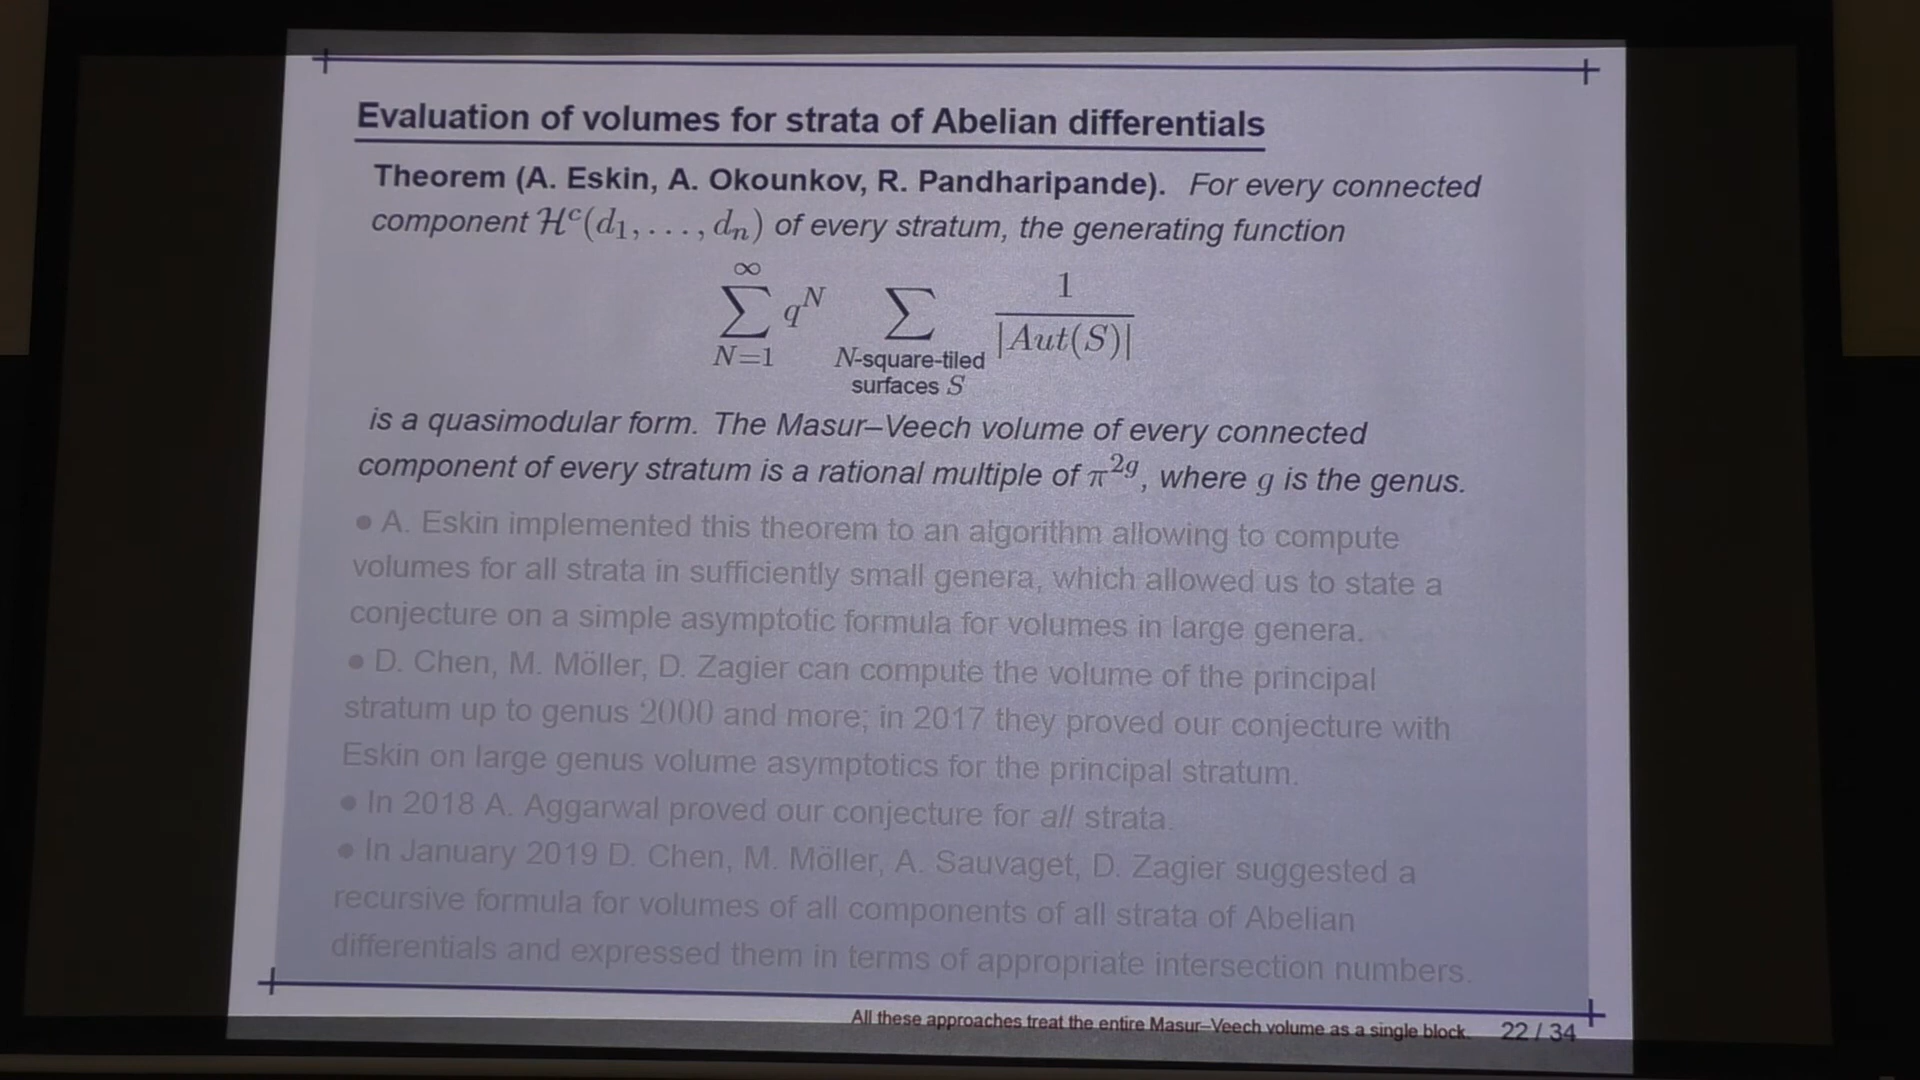 Evaluation of volumes for strata of Abelian differentials
Theorem (A. Eskin, A. Okounkov, R. Pandharipande). For every connected
component ℋᶜ(d₁, . . . , dₙ) of every stratum, the generating function
∑_{N=1}^{∞} q^N ∑_{N-square-tiled surfaces S} 1/|Aut(S)|
is a quasimodular form. The Masur–Veech volume of every connected
component of every stratum is a rational multiple of π^{2g}, where g is the genus.
• A. Eskin implemented this theorem to an algorithm allowing to compute
volumes for all strata in sufficiently small genera, which allowed us to state a
conjecture on a simple asymptotic formula for volumes in large genera.
• D. Chen, M. Möller, D. Zagier can compute the volume of the principal
stratum up to genus 2000 and more; in 2017 they proved our conjecture with
Eskin on large genus volume asymptotics for the principal stratum.
• In 2018 A. Aggarwal proved our conjecture for all strata.
• In January 2019 D. Chen, M. Möller, A. Sauvaget, D. Zagier suggested a
recursive formula for volumes of all components of all strata of Abelian
differentials and expressed them in terms of appropriate intersection numbers.
All these approaches treat the entire Masur–Veech volume as a single block. 22 / 34